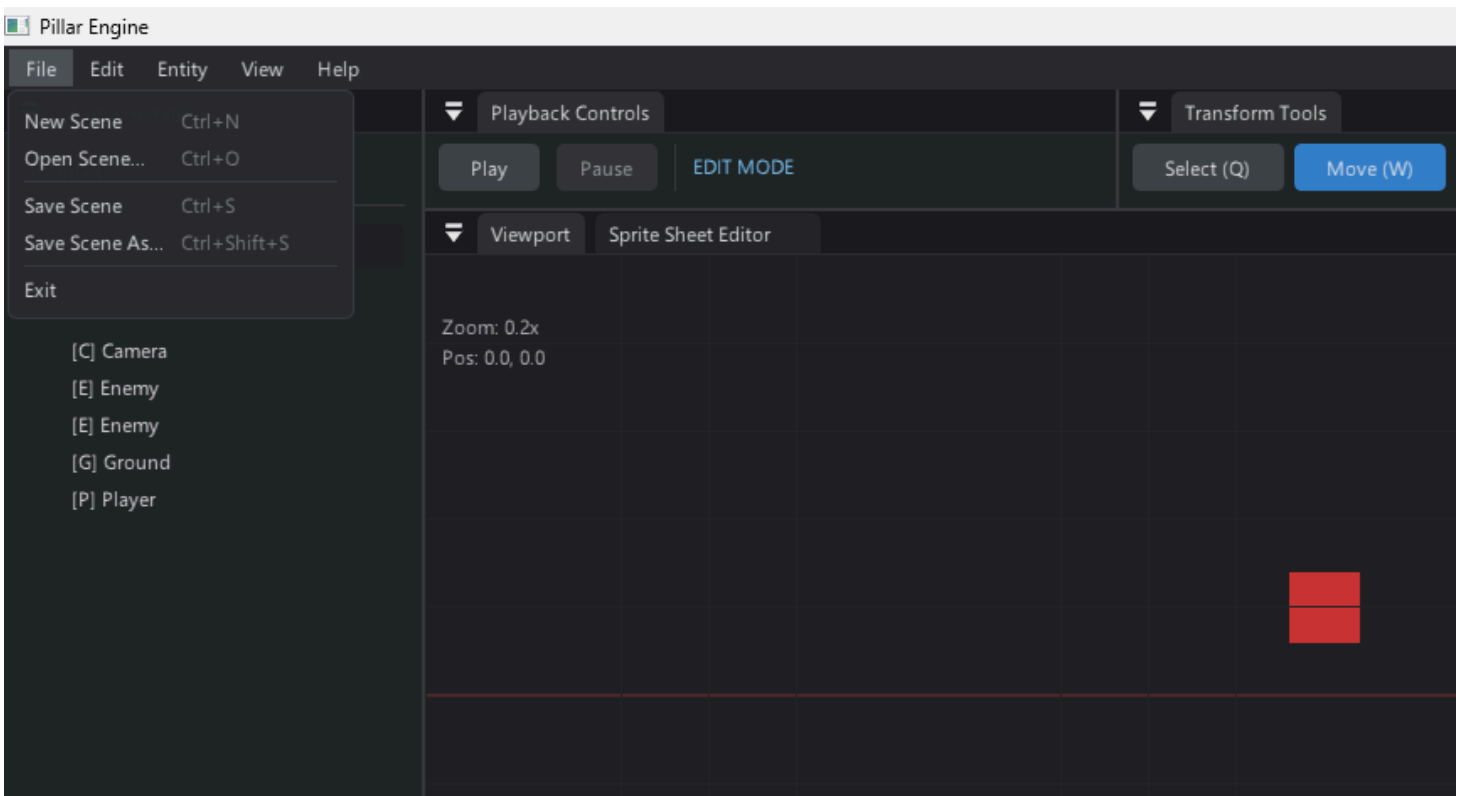 Pillar Engine
File Edit Entity View Help
New Scene Ctrl+N
Open Scene... Ctrl+O
Save Scene Ctrl+S
Save Scene As... Ctrl+Shift+S
Exit
[C] Camera
[E] Enemy
[E] Enemy
[G] Ground
[P] Player
Playback Controls
Play Pause EDIT MODE
Transform Tools
Select (Q) Move (W)
Viewport Sprite Sheet Editor
Zoom: 0.2x
Pos: 0.0, 0.0